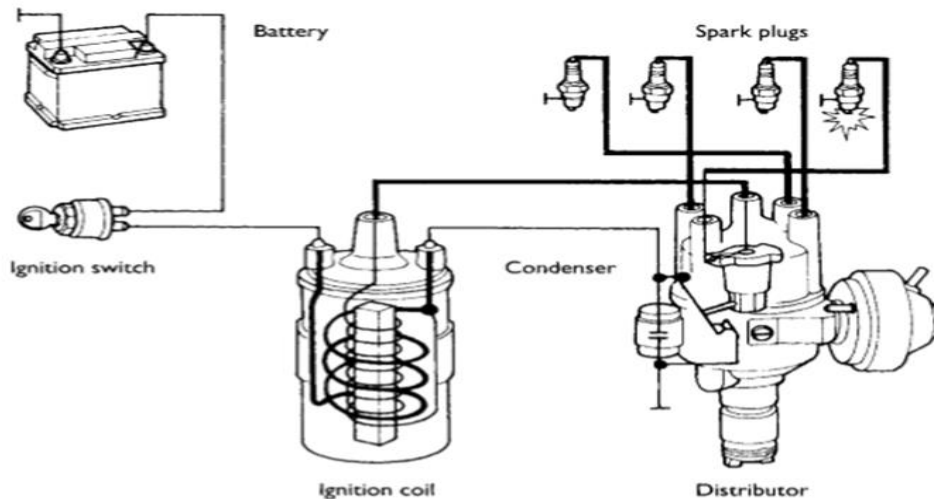 Battery
Spark plugs
Ignition switch
Condenser
Ignition coil
Distributor